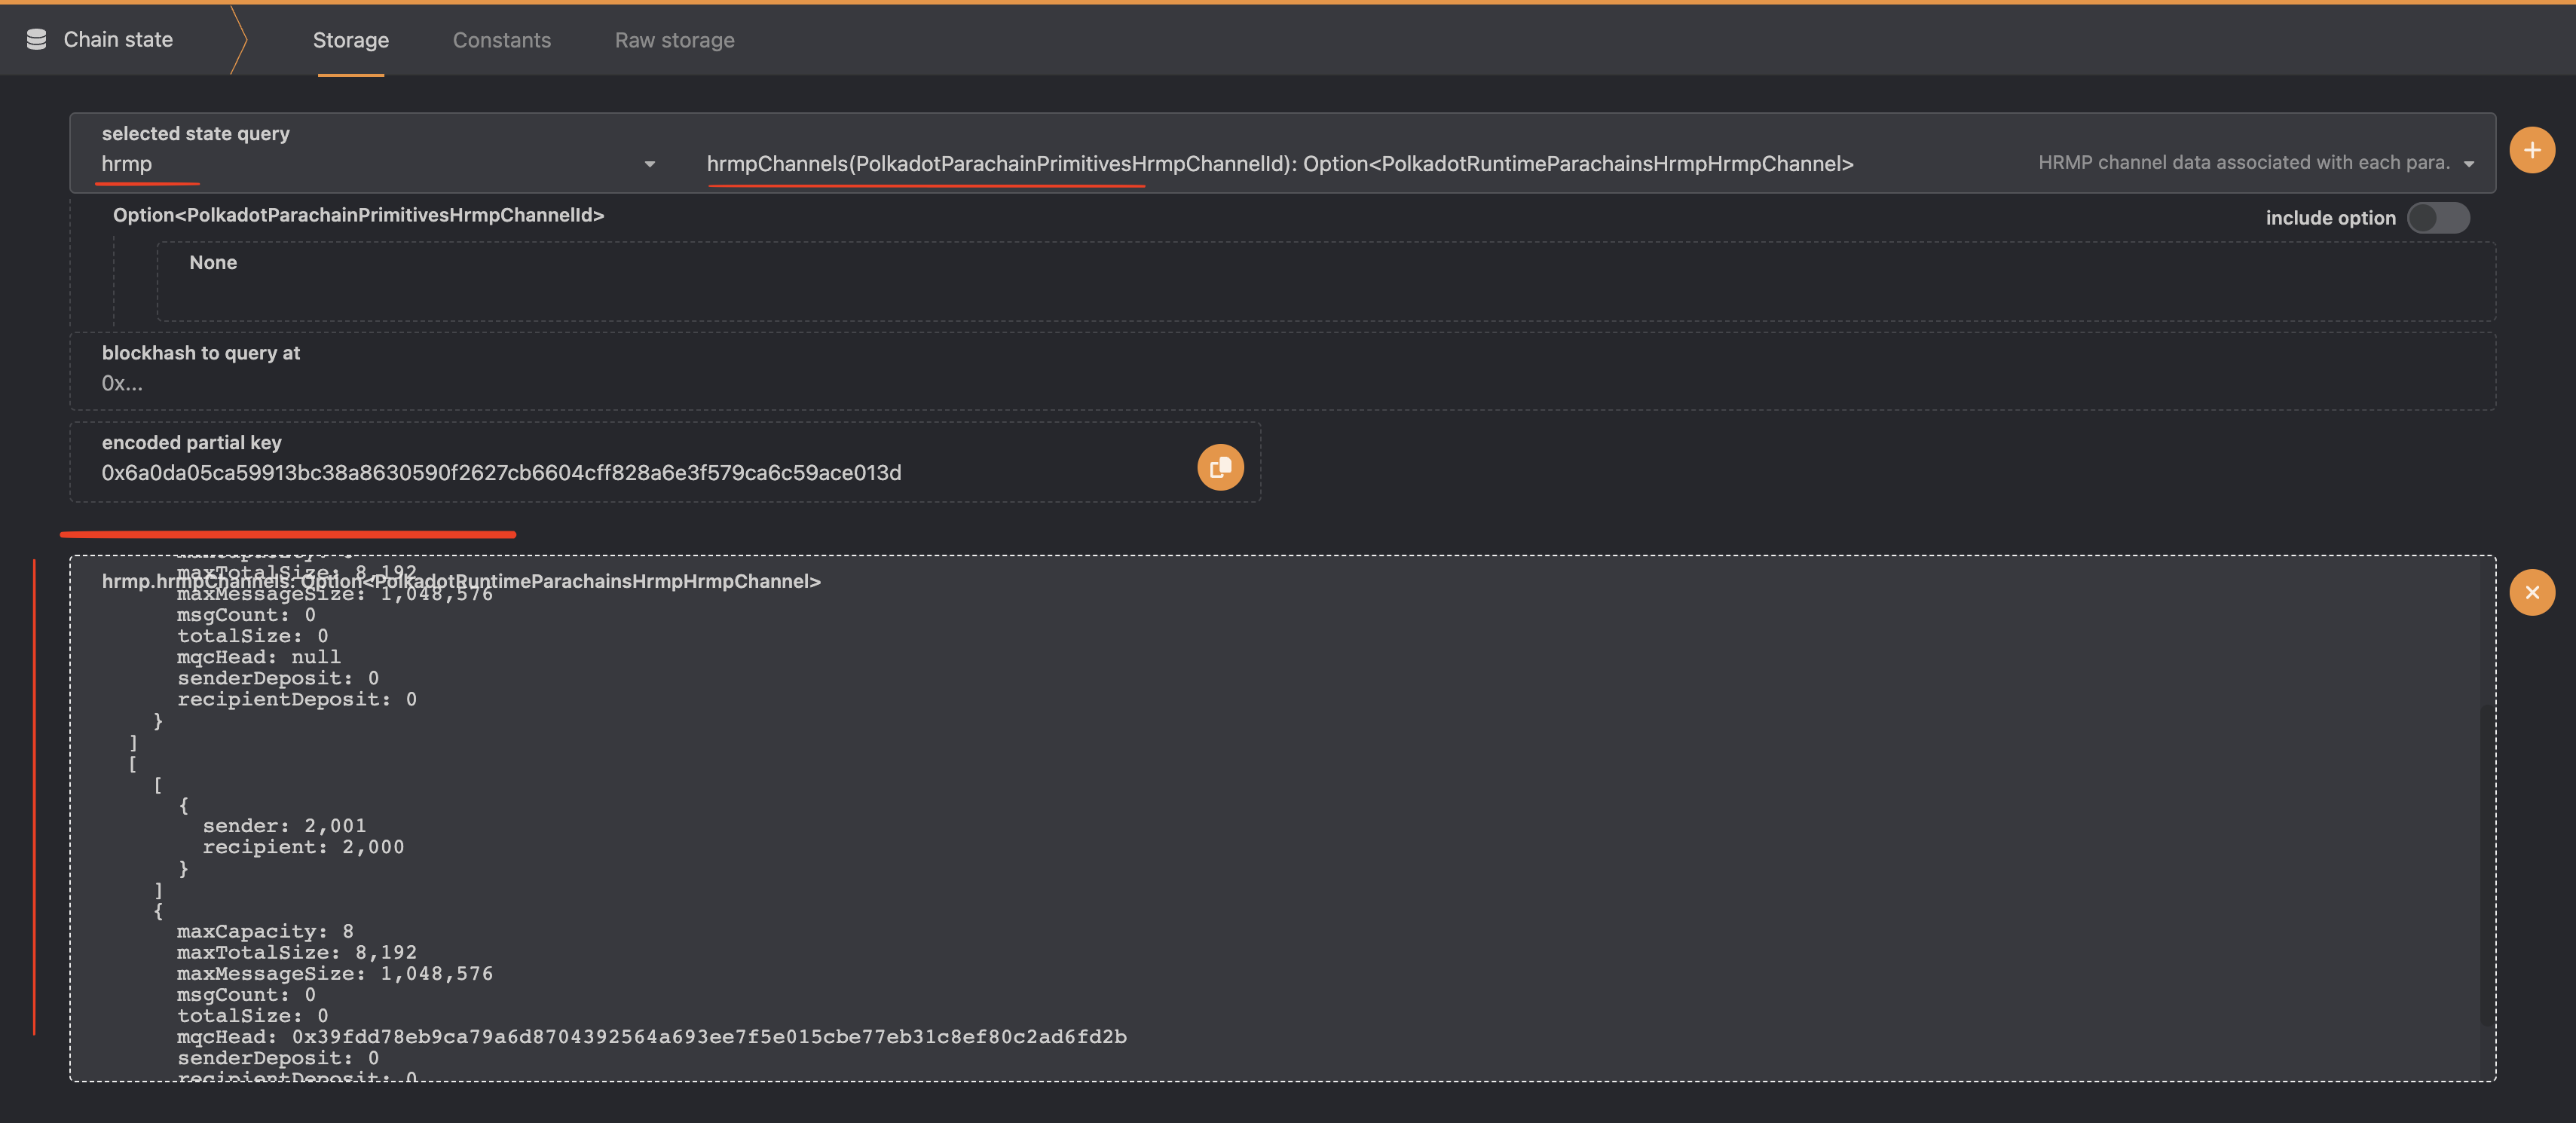 Chain state
Storage
Constants
Raw storage
selected state query
hrmp
hrmpChannels(PolkadotParachainPrimitivesHrmpChannelId): Option<PolkadotRuntimeParachainsHrmpHrmpChannel>
HRMP channel data associated with each para.
Option<PolkadotParachainPrimitivesHrmpChannelId>
include option
None
blockhash to query at
0x...
encoded partial key
0x6a0da05ca59913bc38a8630590f2627cb6604cff828a6e3f579ca6c59ace013d
maxTotalSize: 8,192
hrmp.hrmpChannels: Option<PolkadotRuntimeParachainsHrmpHrmpChannel>
maxMessageSize: 1,048,576
msgCount: 0
totalSize: 0
mqcHead: null
senderDeposit: 0
recipientDeposit: 0
}
]
[
[
{
sender: 2,001
recipient: 2,000
}
]
{
maxCapacity: 8
maxTotalSize: 8,192
maxMessageSize: 1,048,576
msgCount: 0
totalSize: 0
mqcHead: 0x39fdd78eb9ca79a6d8704392564a693ee7f5e015cbe77eb31c8ef80c2ad6fd2b
senderDeposit: 0
recipientDeposit: 0